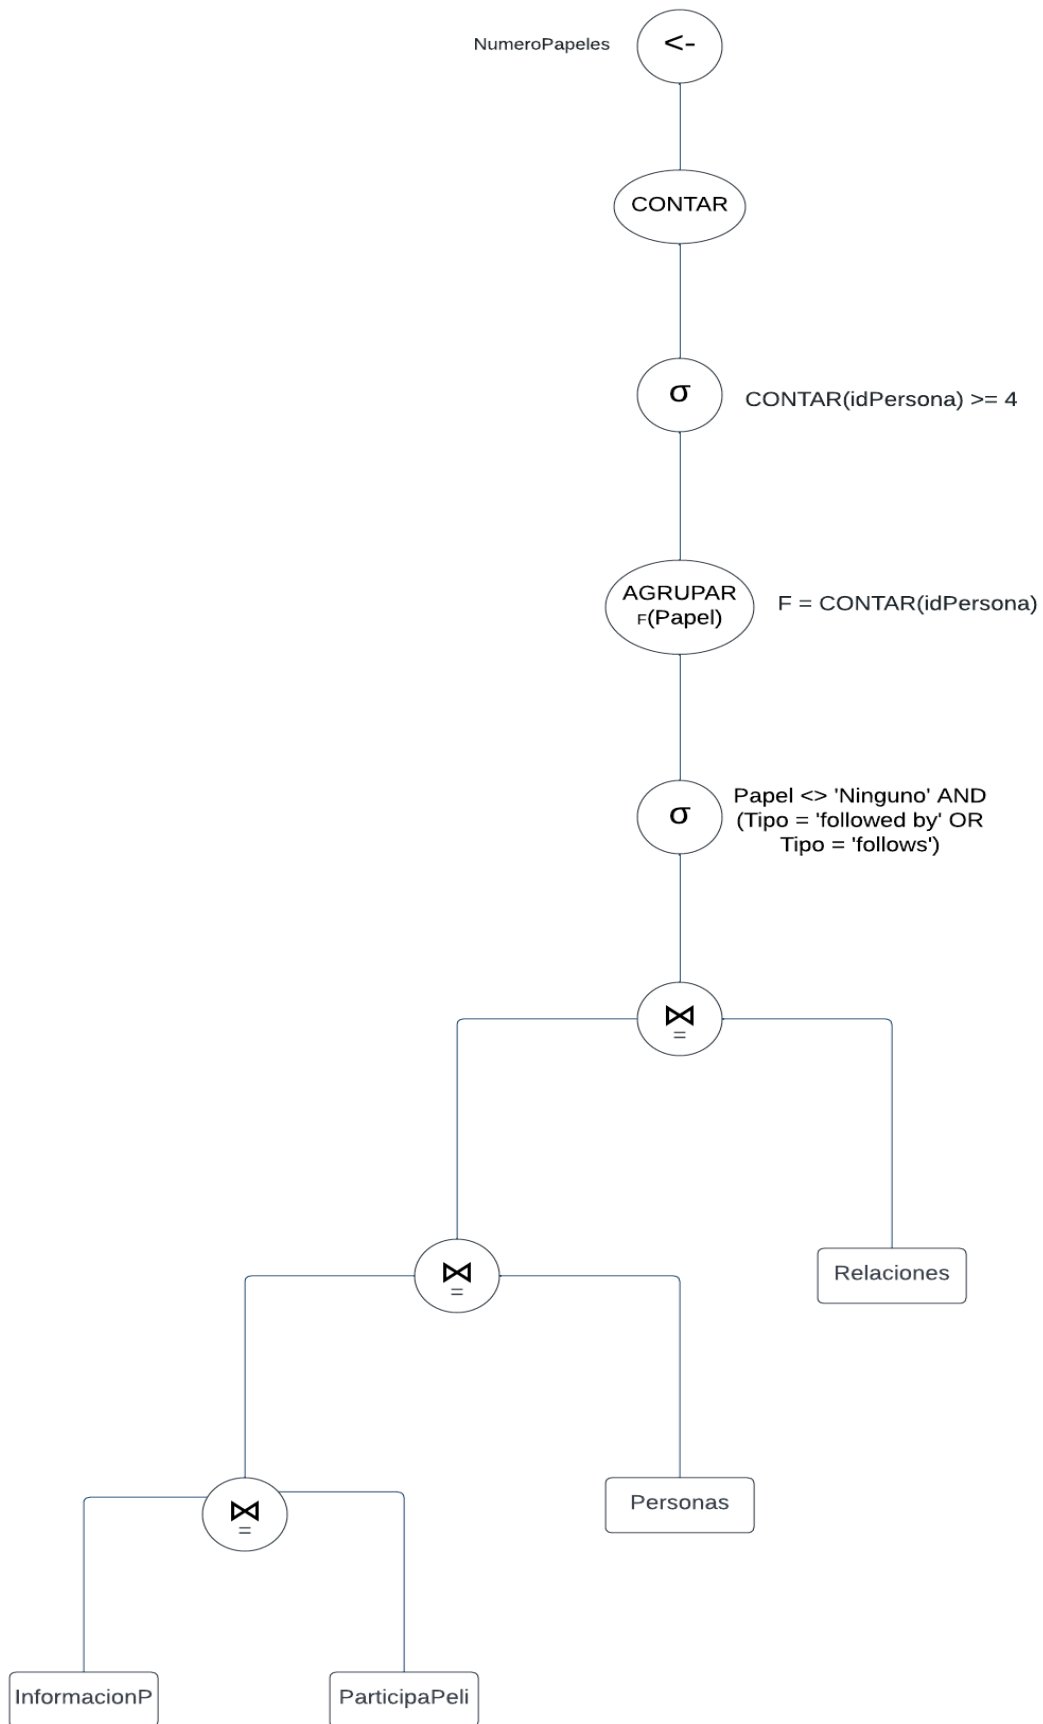 NumeroPapeles
<-
CONTAR
σ
CONTAR(idPersona) >= 4
AGRUPAR
F(Papel)
F = CONTAR(idPersona)
σ
Papel <> 'Ninguno' AND
(Tipo = 'followed by' OR
Tipo = 'follows')
⋈
=
Relaciones
⋈
=
Personas
⋈
=
InformacionP
ParticipaPeli